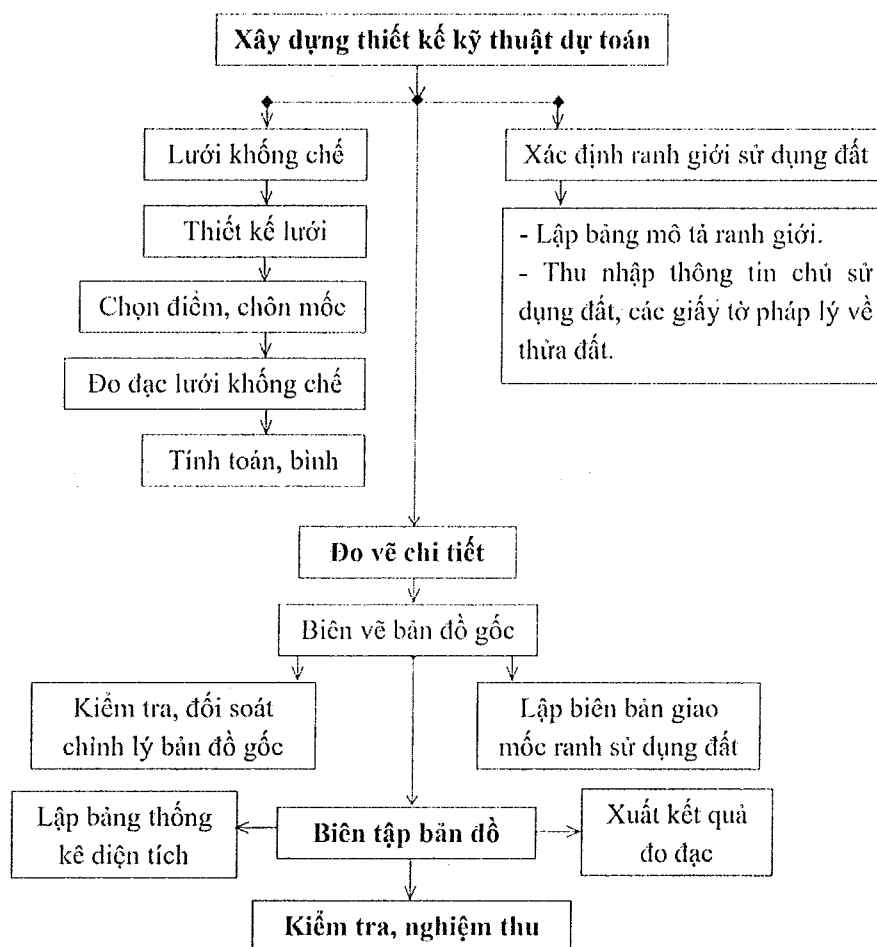 Xây dựng thiết kế kỹ thuật dự toán
Lưới khống chế
Xác định ranh giới sử dụng đất
Thiết kế lưới
- Lập bảng mô tả ranh giới.
- Thu nhập thông tin chủ sử
dụng đất, các giấy tờ pháp lý về
thửa đất.
Chọn điểm, chôn mốc
Đo đạc lưới khống chế
Tính toán, bình
Đo vẽ chi tiết
Biên vẽ bản đồ gốc
Kiểm tra, đối soát
chỉnh lý bản đồ gốc
Lập biên bản giao
mốc ranh sử dụng đất
Lập bảng thống
kê diện tích
Biên tập bản đồ
Xuất kết quả
đo đạc
Kiểm tra, nghiệm thu